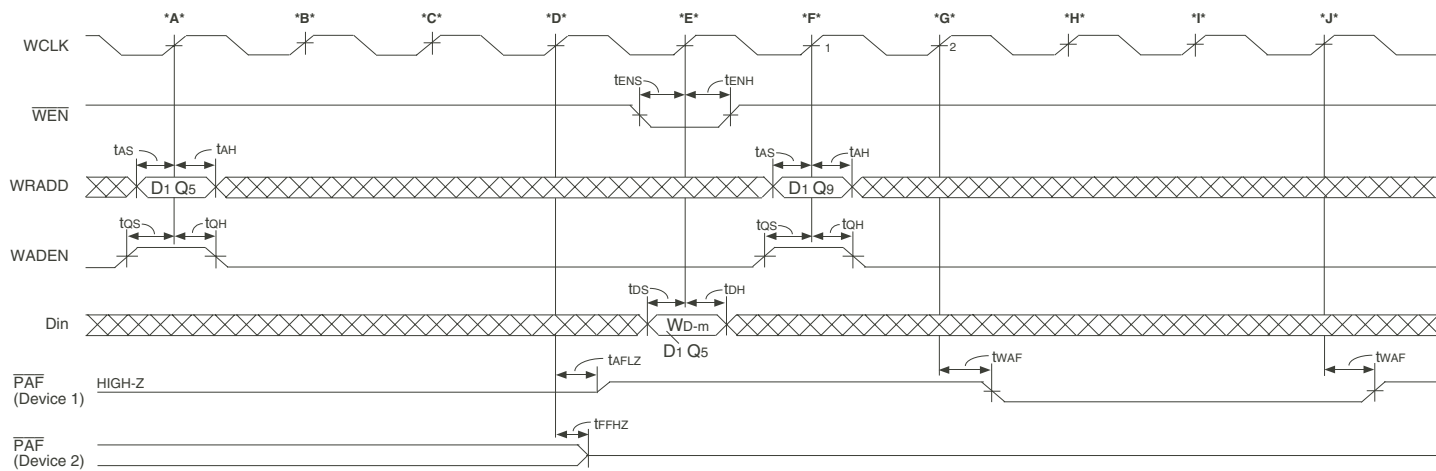 *A* *B* *C* *D* *E* *F* *G* *H* *I* *J*
WCLK 1 2
tENS tENH
WEN
tAS tAH tAS tAH
WRADD D1 Q5 D1 Q9
tQS tQH tQS tQH
WADEN
tDS tDH
Din WD-m
D1 Q5
tAFLZ tWAF tWAF
PAF HIGH-Z
(Device 1)
tFFHZ
PAF
(Device 2)